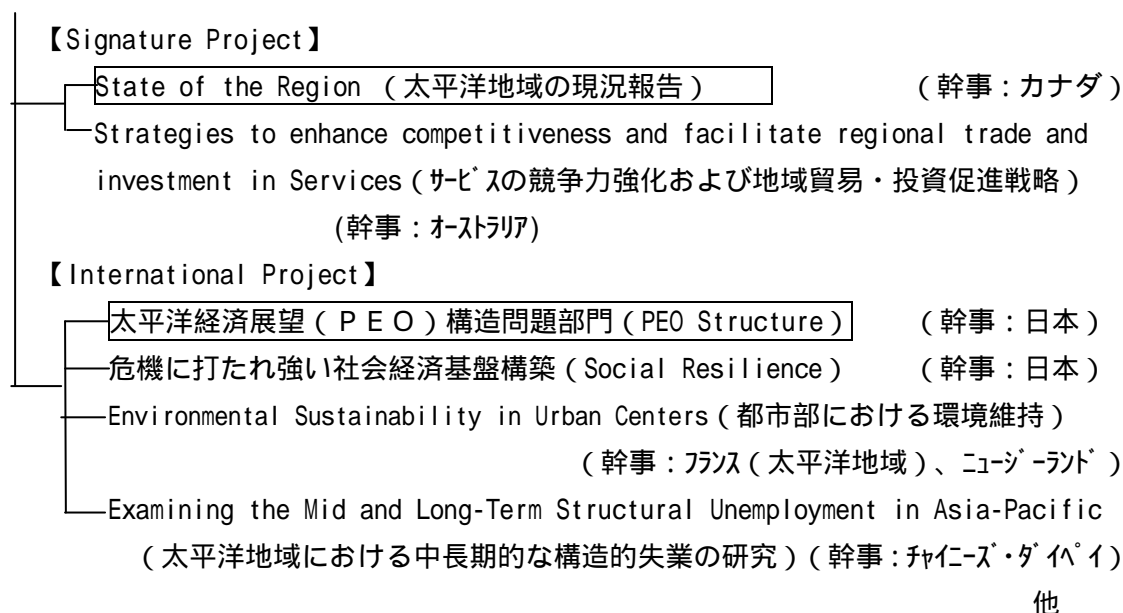 【Signature Project】
State of the Region （太平洋地域の現況報告） （幹事：カナダ）
Strategies to enhance competitiveness and facilitate regional trade and
investment in Services（ｻｰﾋﾞｽの競争力強化および地域貿易・投資促進戦略）
(幹事：ｵｰｽﾄﾗﾘｱ)
【International Project】
太平洋経済展望（ＰＥＯ）構造問題部門（PEO Structure） （幹事：日本）
危機に打たれ強い社会経済基盤構築（Social Resilience） （幹事：日本）
Environmental Sustainability in Urban Centers（都市部における環境維持）
（幹事：ﾌﾗﾝｽ（太平洋地域）、ﾆｭｰｼﾞｰﾗﾝﾄﾞ）
Examining the Mid and Long-Term Structural Unemployment in Asia-Pacific
（太平洋地域における中長期的な構造的失業の研究）（幹事：ﾁｬｲﾆｰｽﾞ・ﾀﾞｲﾍﾟｲ）
他